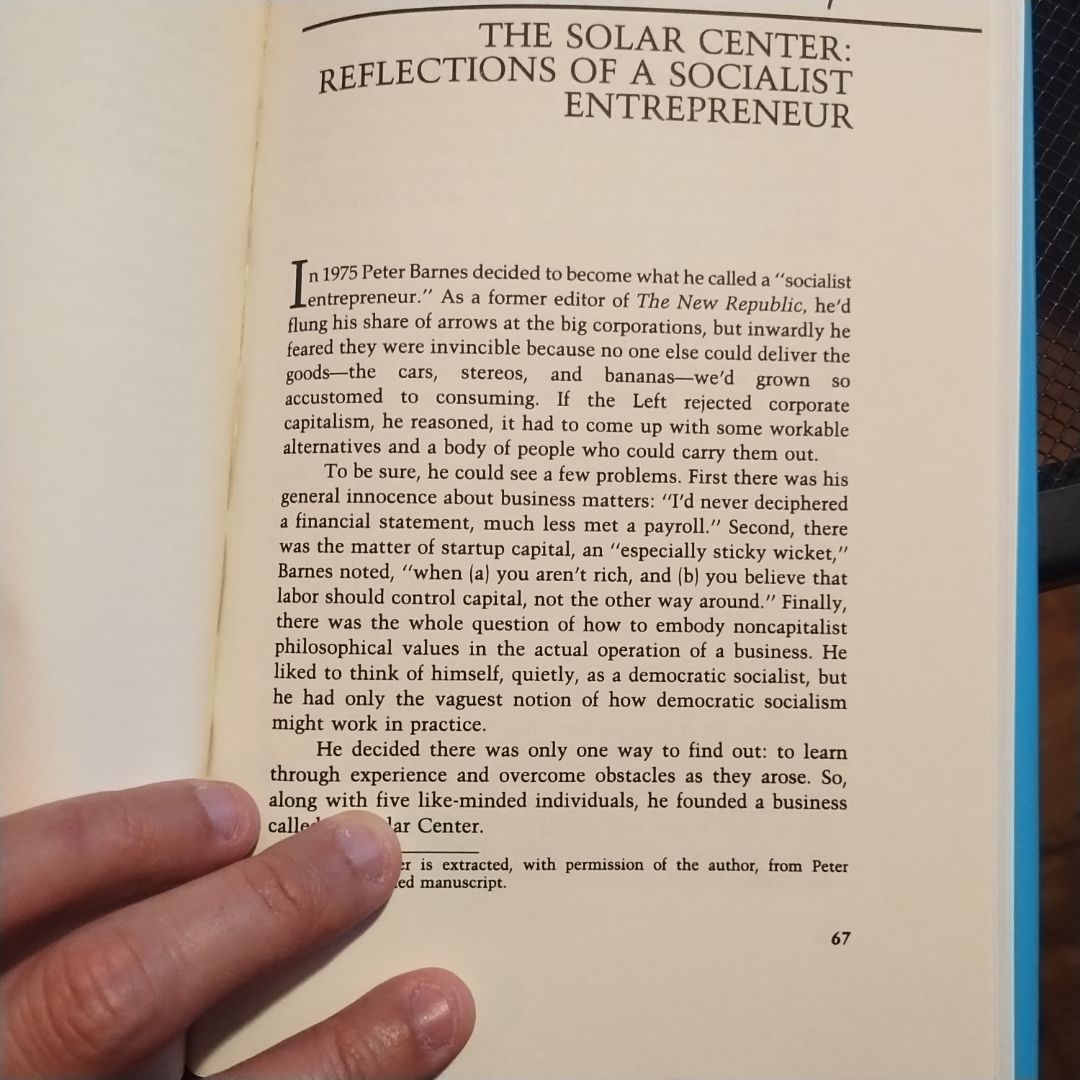 THE SOLAR CENTER:
REFLECTIONS OF A SOCIALIST
ENTREPRENEUR
In 1975 Peter Barnes decided to become what he called a “socialist
entrepreneur.” As a former editor of The New Republic, he’d
flung his share of arrows at the big corporations, but inwardly he
feared they were invincible because no one else could deliver the
goods—the cars, stereos, and bananas—we’d grown so
accustomed to consuming. If the Left rejected corporate
capitalism, he reasoned, it had to come up with some workable
alternatives and a body of people who could carry them out.
To be sure, he could see a few problems. First there was his
general innocence about business matters: “I’d never deciphered
a financial statement, much less met a payroll.” Second, there
was the matter of startup capital, an “especially sticky wicket,”
Barnes noted, “when (a) you aren’t rich, and (b) you believe that
labor should control capital, not the other way around.” Finally,
there was the whole question of how to embody noncapitalist
philosophical values in the actual operation of a business. He
liked to think of himself, quietly, as a democratic socialist, but
he had only the vaguest notion of how democratic socialism
might work in practice.
He decided there was only one way to find out: to learn
through experience and overcome obstacles as they arose. So,
along with five like-minded individuals, he founded a business
Center.
is extracted, with permission of the author, from Peter
manuscript.
67